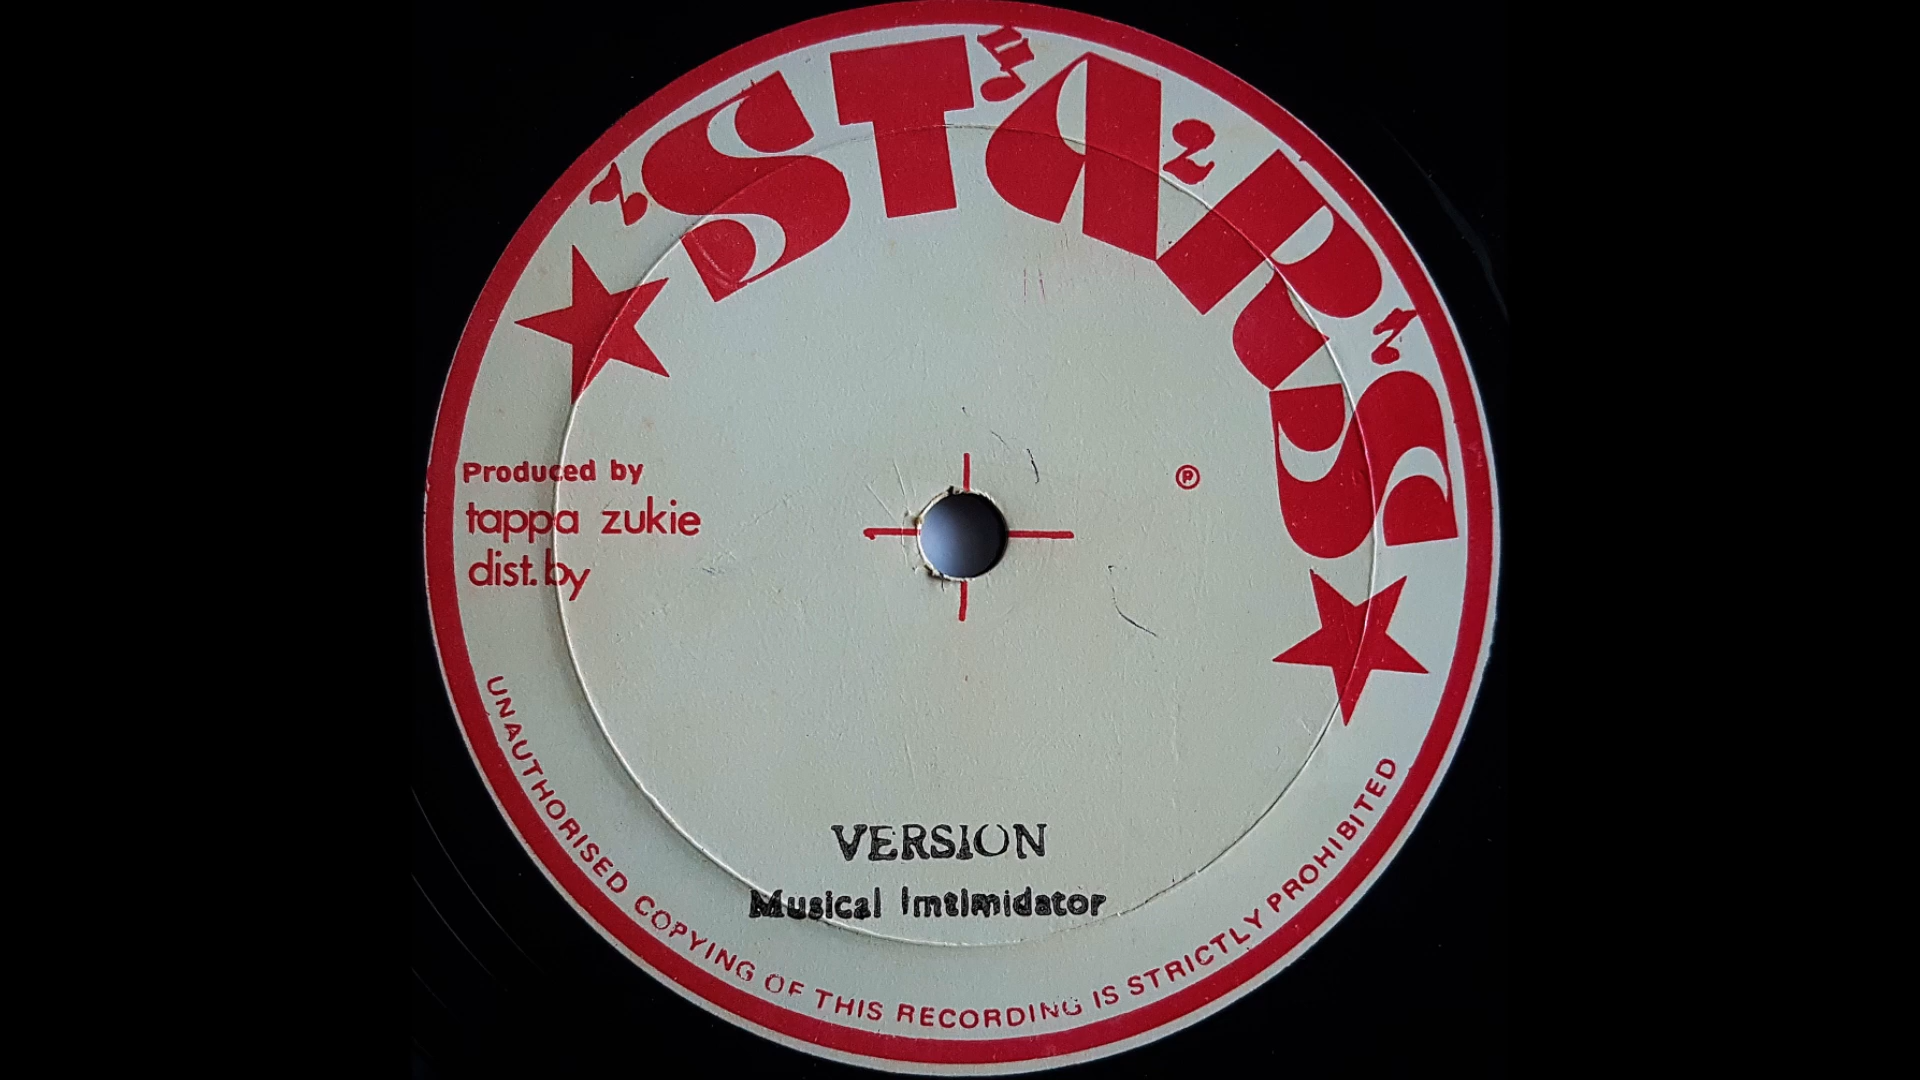 STARS
Produced by
tappa zukie
dist. by
℗
VERSION
Musical Imtimidator
UNAUTHORISED COPYING OF THIS RECORDING IS STRICTLY PROHIBITED